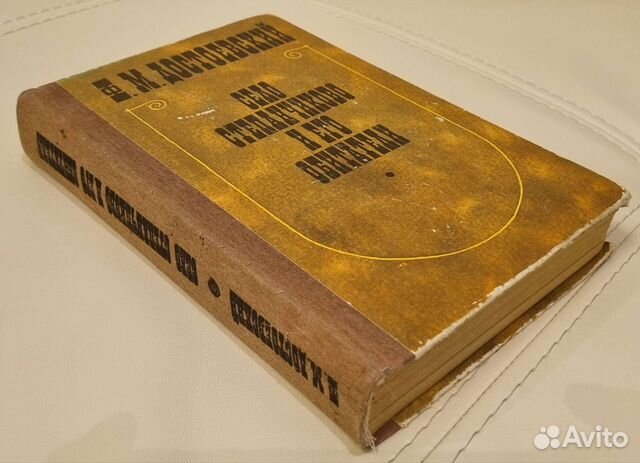 Ф. М. ДОСТОЕВСКИЙ
СЕЛО
СТЕПАНЧИКОВО
И ЕГО
ОБИТАТЕЛИ
Ф. М. ДОСТОЕВСКИЙ • СЕЛО СТЕПАНЧИКОВО И ЕГО ОБИТАТЕЛИ
Avito